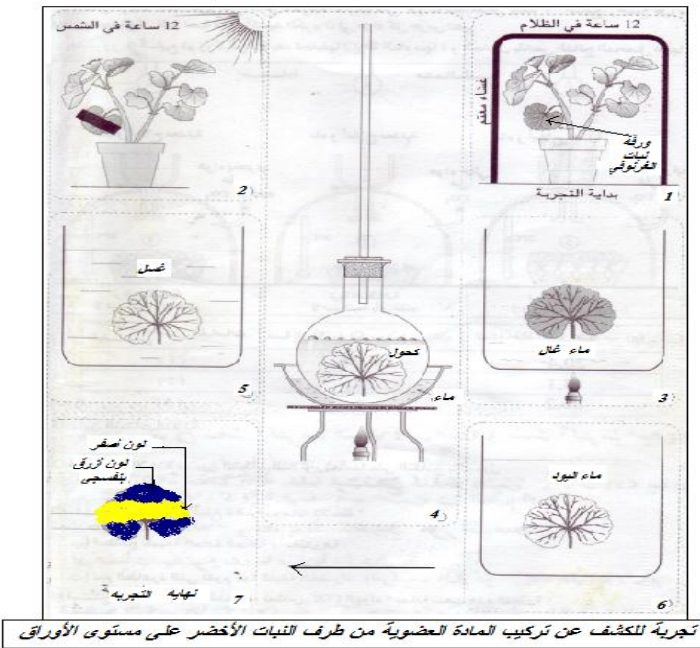 12 ساعة في الظلام
غشاء معتم
ورقة
نبات
الغرنوقي
بداية التجربة
1
12 ساعة في الشمس
2
ماء غال
3
كحول
ماء
4
غسل
5
ماء اليود
6
لون أصفر
لون أزرق
بنفسجي
نهاية التجربة
7
تجربة للكشف عن تركيب المادة العضوية من طرف النبات الأخضر على مستوى الأوراق